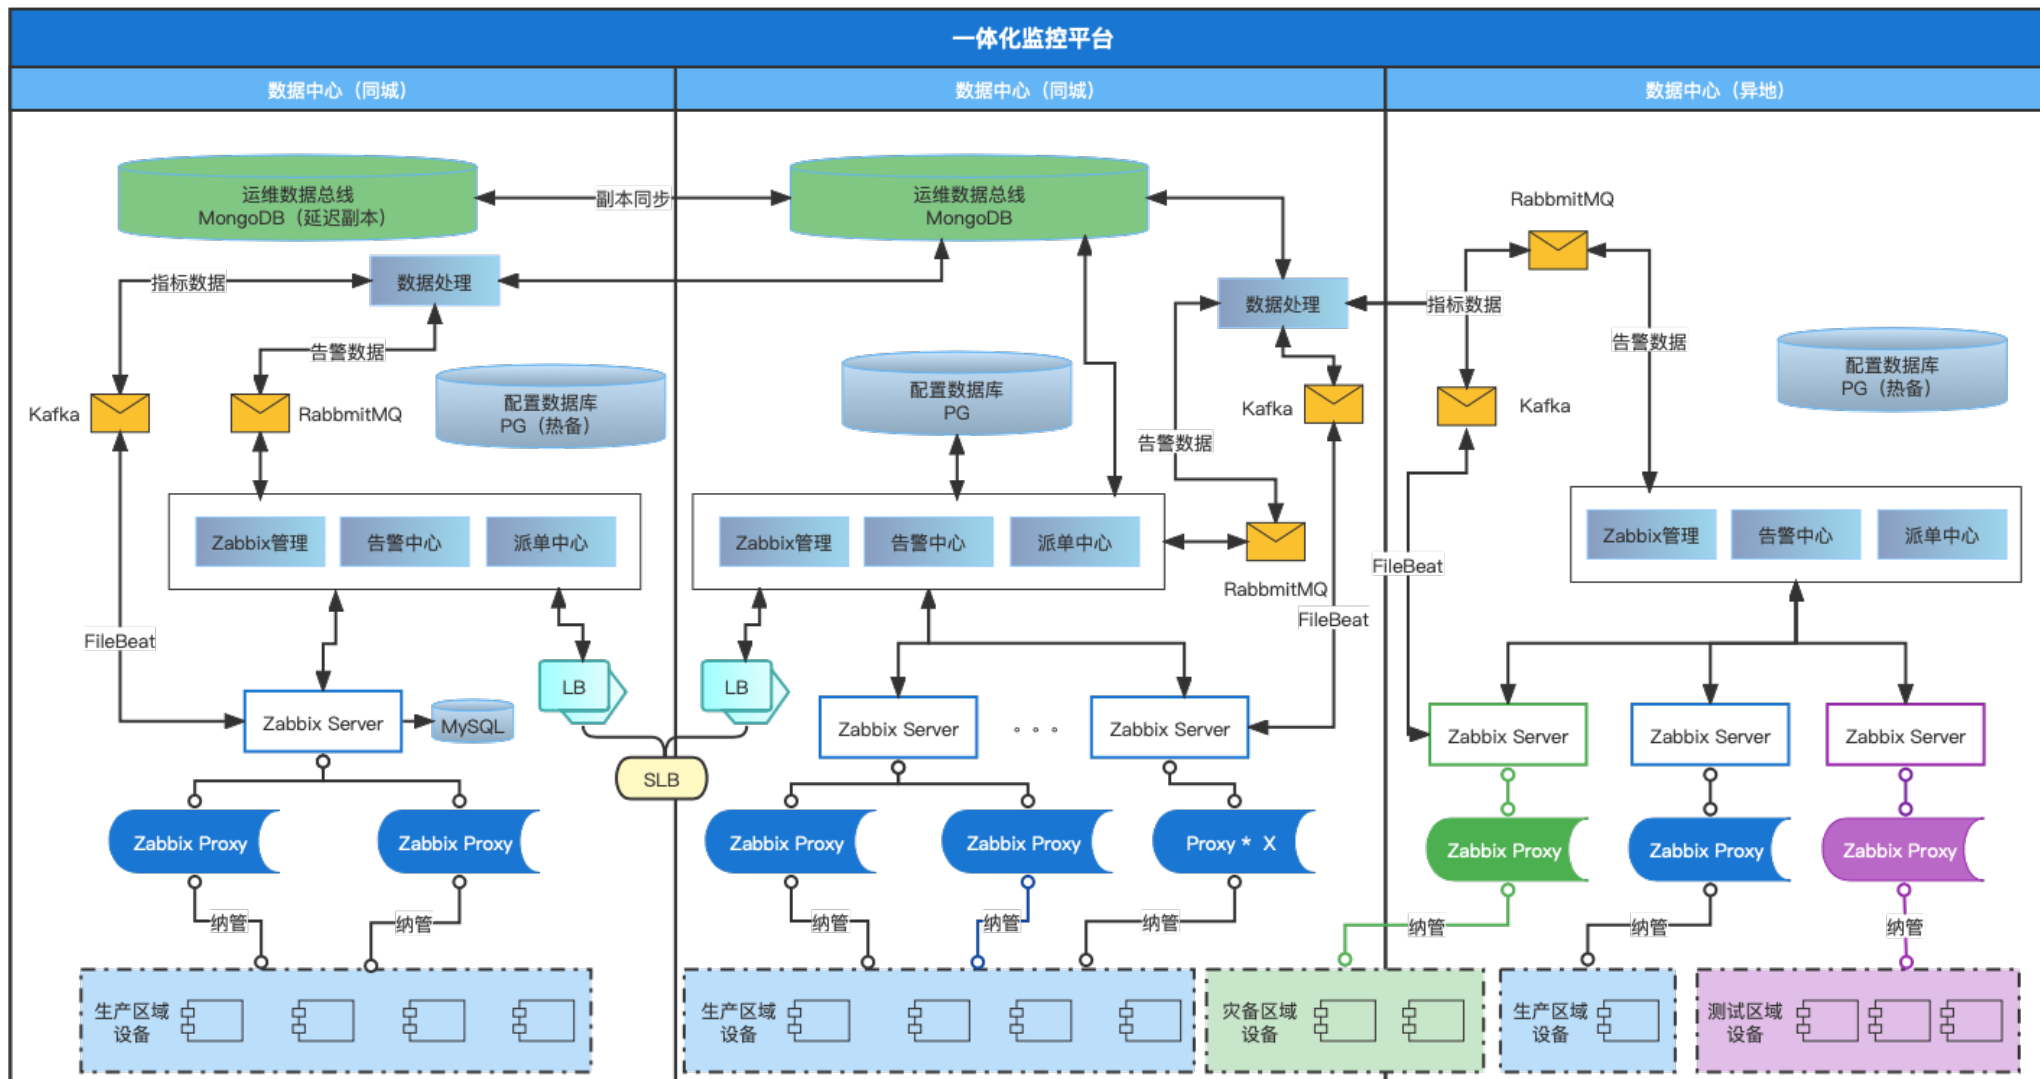 一体化监控平台
数据中心（同城）
数据中心（同城）
数据中心（异地）
运维数据总线
MongoDB（延迟副本）
副本同步
运维数据总线
MongoDB
RabbmitMQ
指标数据
数据处理
数据处理
指标数据
告警数据
告警数据
配置数据库
PG（热备）
配置数据库
PG
配置数据库
PG（热备）
Kafka
RabbmitMQ
Kafka
Kafka
告警数据
Zabbix管理
告警中心
派单中心
Zabbix管理
告警中心
派单中心
Zabbix管理
告警中心
派单中心
RabbmitMQ
FileBeat
FileBeat
FileBeat
LB
LB
Zabbix Server
MySQL
Zabbix Server
。。。
Zabbix Server
Zabbix Server
Zabbix Server
Zabbix Server
SLB
Zabbix Proxy
Zabbix Proxy
Zabbix Proxy
Zabbix Proxy
Proxy * X
Zabbix Proxy
Zabbix Proxy
Zabbix Proxy
纳管
纳管
纳管
纳管
纳管
纳管
纳管
纳管
生产区域
设备
生产区域
设备
灾备区域
设备
生产区域
设备
测试区域
设备